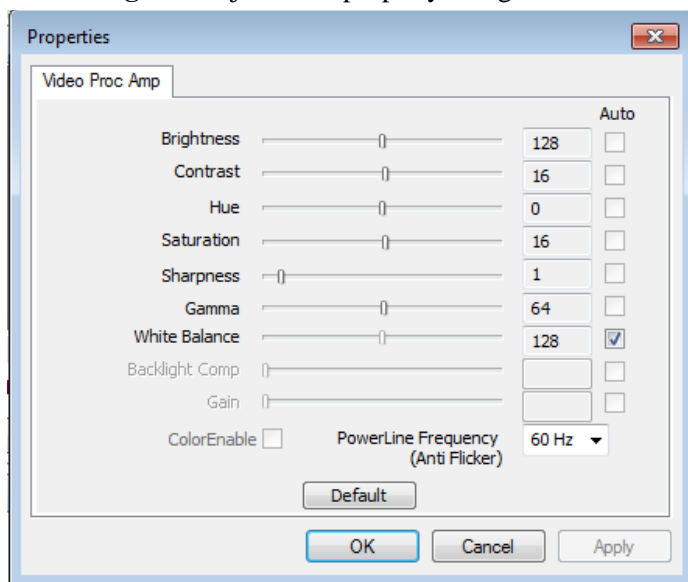 Properties
Video Proc Amp
Auto
Brightness 128
Contrast 16
Hue 0
Saturation 16
Sharpness 1
Gamma 64
White Balance 128
Backlight Comp
Gain
ColorEnable PowerLine Frequency 60 Hz
(Anti Flicker)
Default
OK Cancel Apply